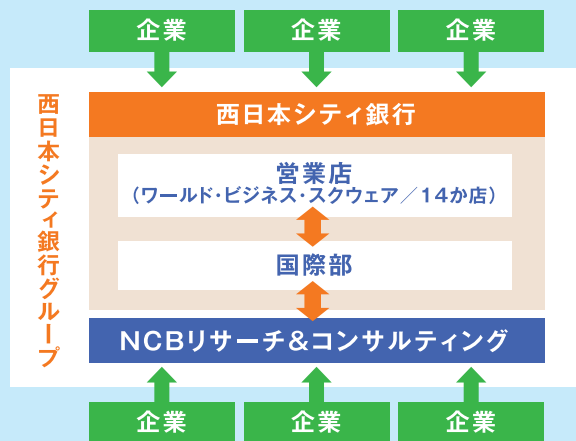 企業 企業 企業
西日本シティ銀行グループ
西日本シティ銀行
営業店
（ワールド・ビジネス・スクウェア／14か店）
国際部
NCBリサーチ&コンサルティング
企業 企業 企業